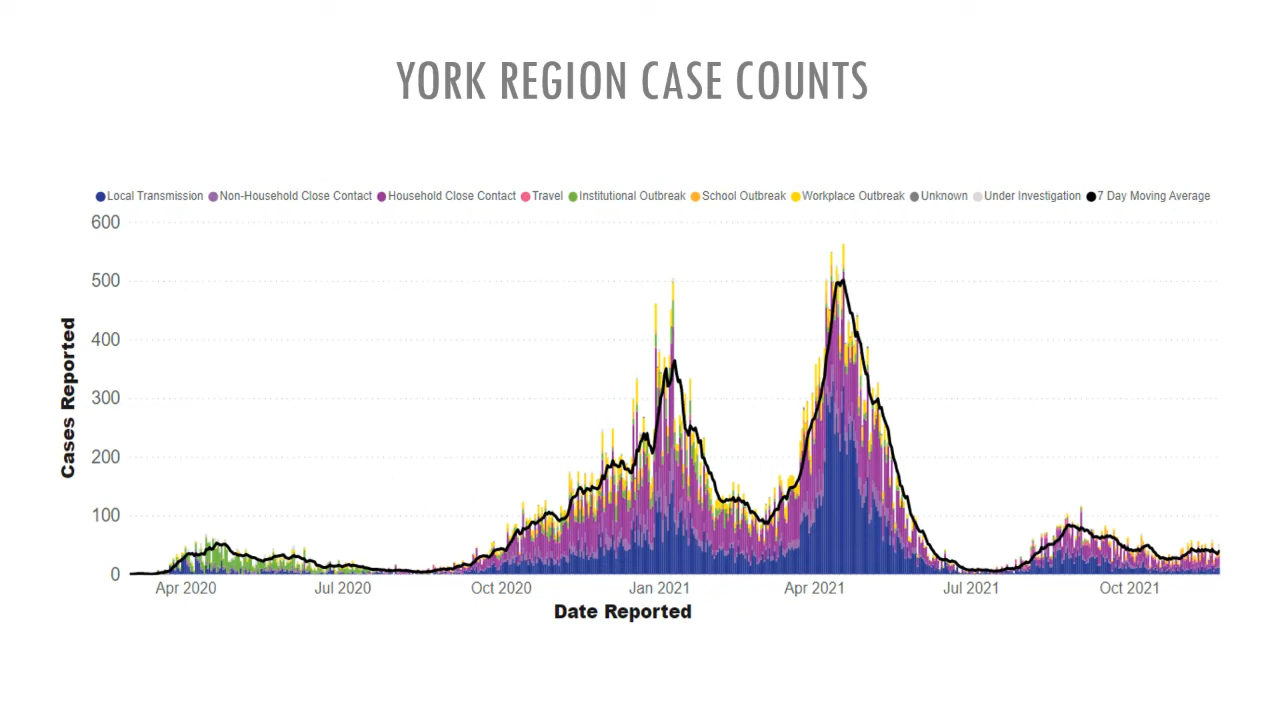 YORK REGION CASE COUNTS
Local Transmission Non-Household Close Contact Household Close Contact Travel Institutional Outbreak School Outbreak Workplace Outbreak Unknown Under Investigation 7 Day Moving Average
600
500
400
300
200
100
0
Cases Reported
Apr 2020 Jul 2020 Oct 2020 Jan 2021 Apr 2021 Jul 2021 Oct 2021
Date Reported